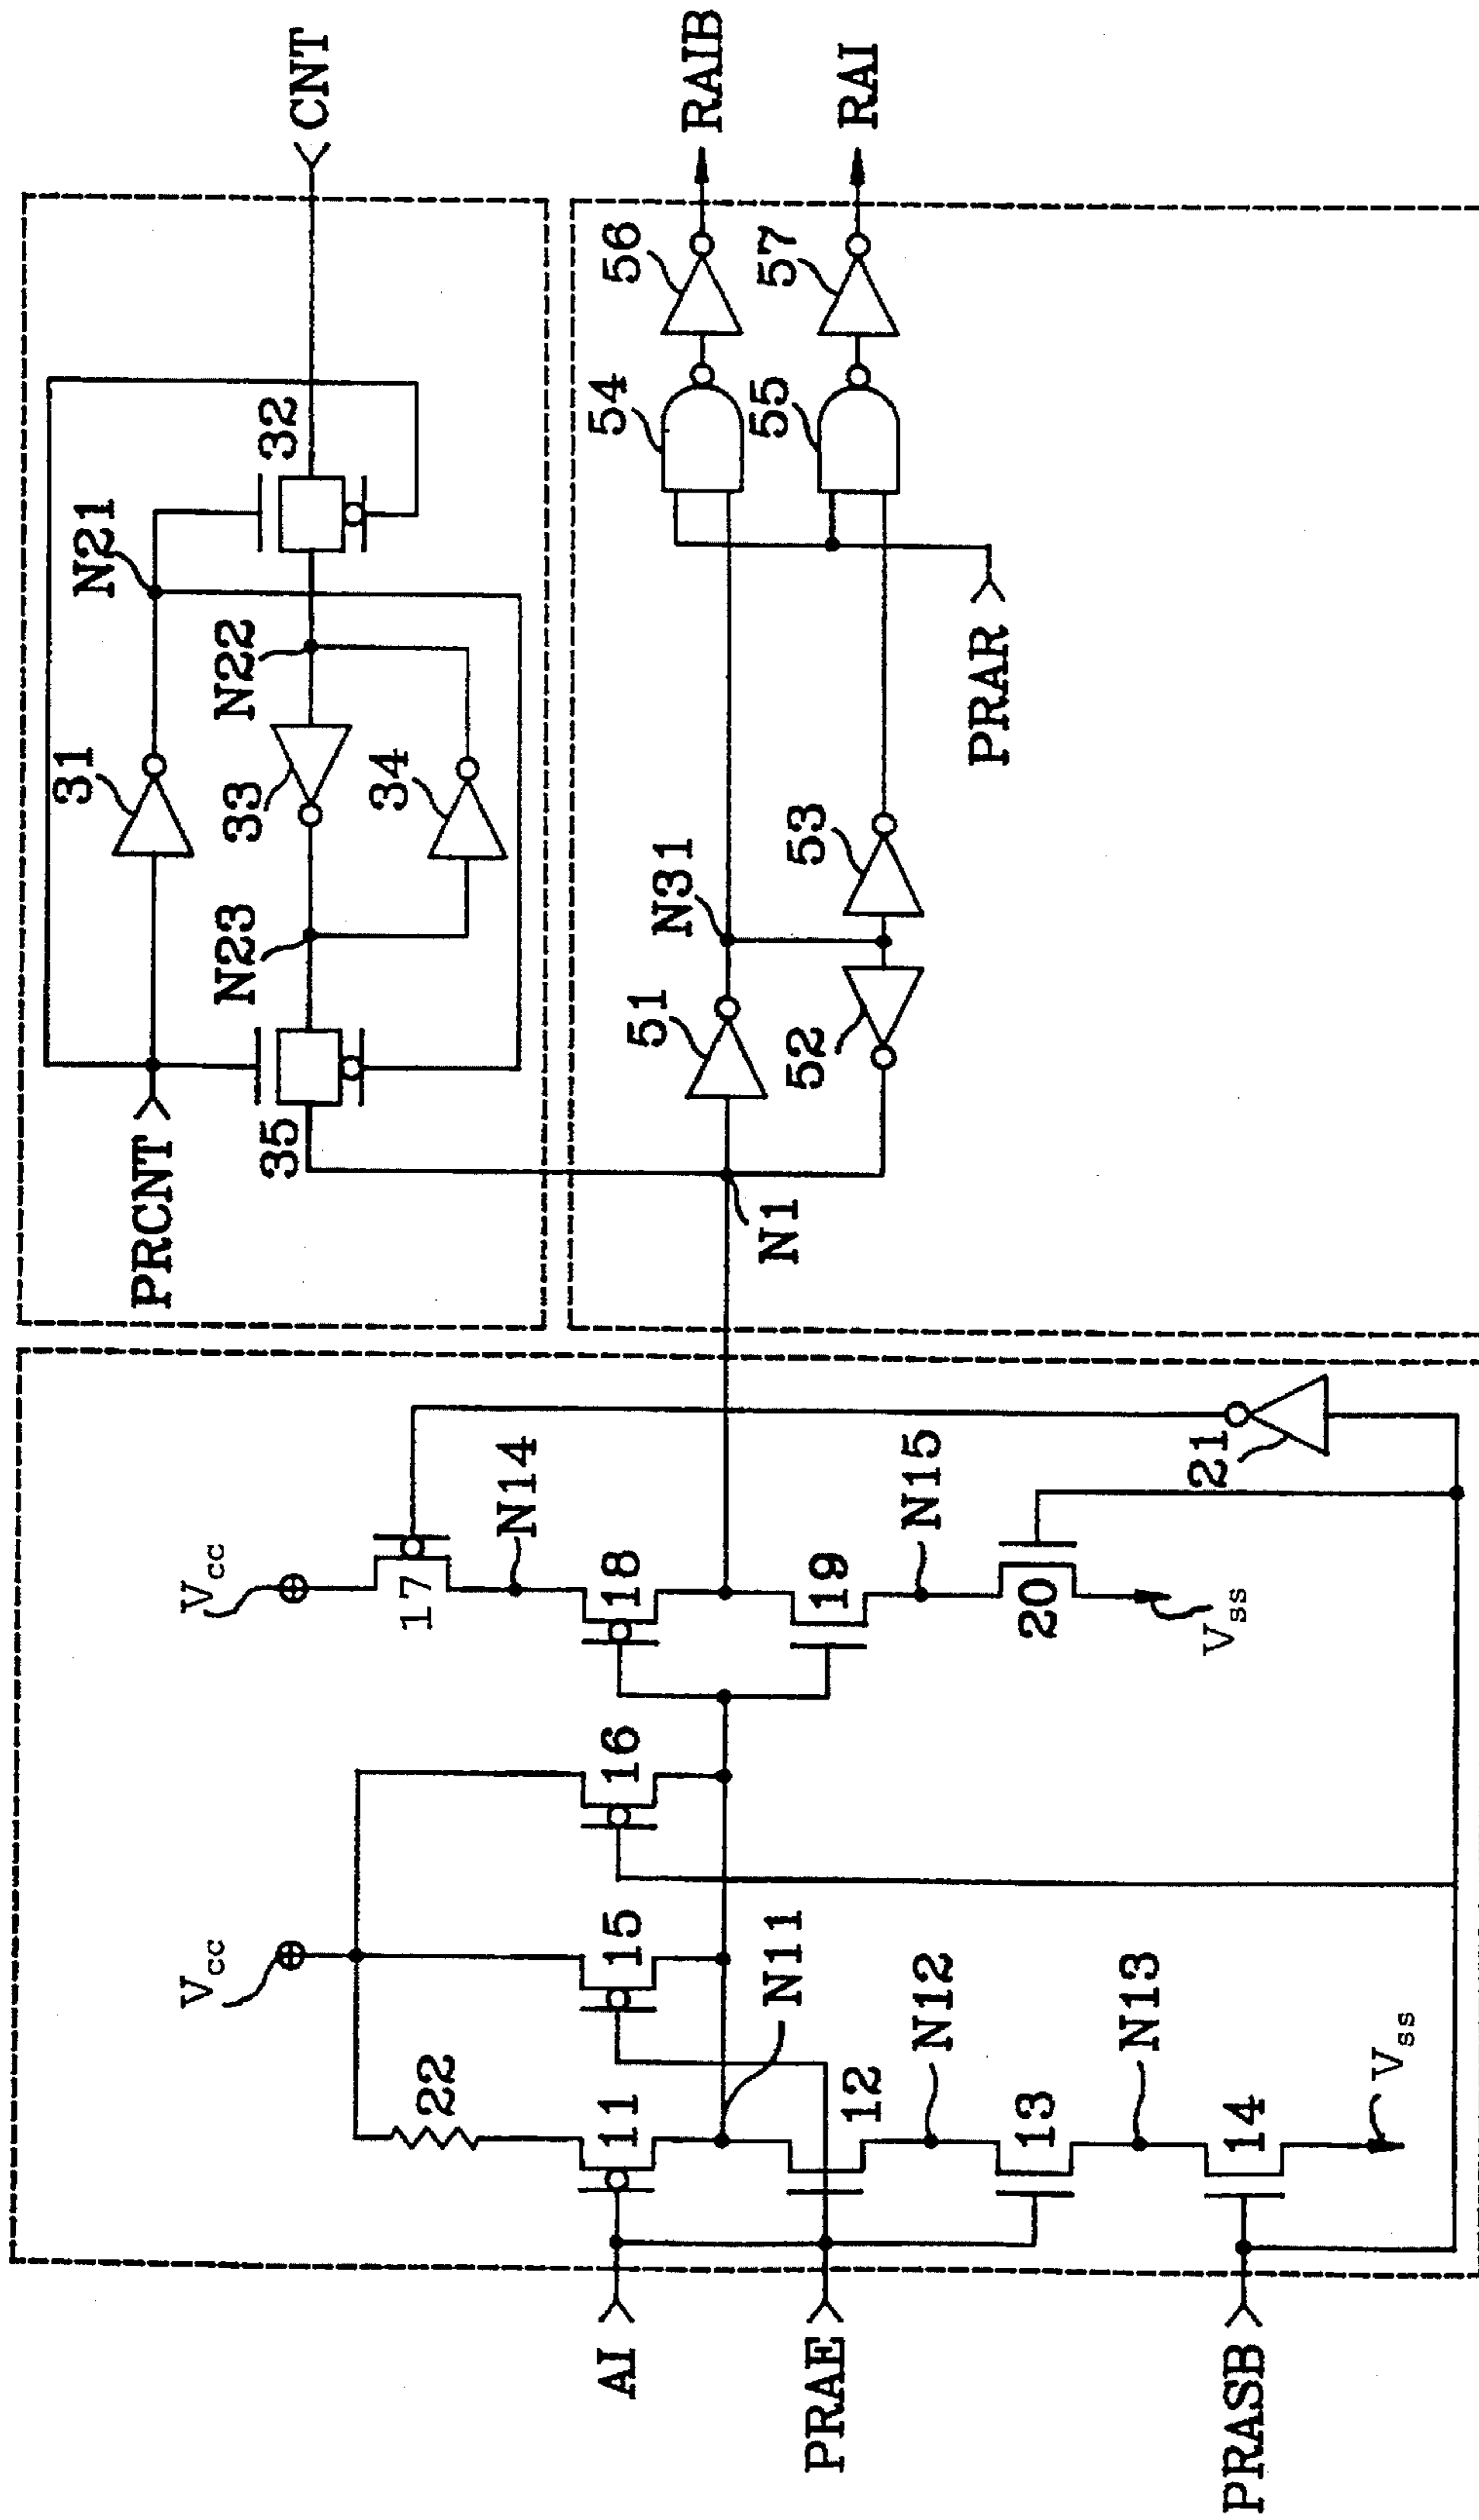 CNT
RAIB
RAI
56
57
54
55
32
N21
N22
31
33
34
N23
35
PRCNT
PRAR
53
N31
51
52
N1
Vcc
17
N14
18
19
N15
20
Vss
21
16
Vcc
15
N11
22
11
12
N12
13
N13
14
Vss
AI
PRAE
PRASB